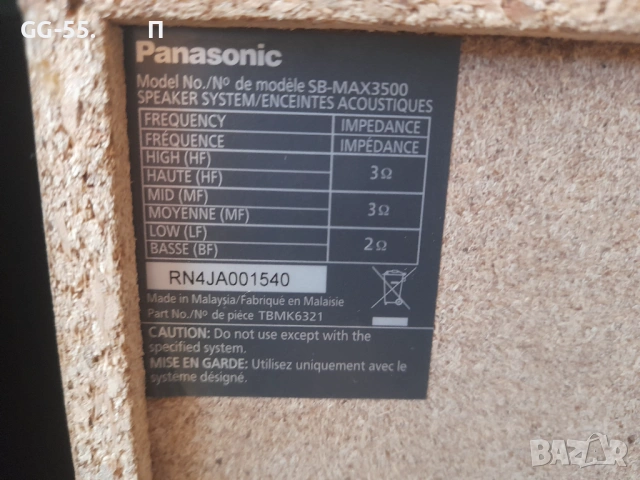 GG-55. П
Panasonic
Model No./Nº de modèle SB-MAX3500
SPEAKER SYSTEM/ENCEINTES ACOUSTIQUES
FREQUENCY IMPEDANCE
FRÉQUENCE IMPÉDANCE
HIGH (HF)
HAUTE (HF) 3Ω
MID (MF)
MOYENNE (MF) 3Ω
LOW (LF)
BASSE (BF) 2Ω
RN4JA001540
Made in Malaysia/Fabriqué en Malaisie
Part No./Nº de pièce TBMK6321
CAUTION: Do not use except with the
specified system.
MISE EN GARDE: Utilisez uniquement avec le
système désigné.
BAZAR